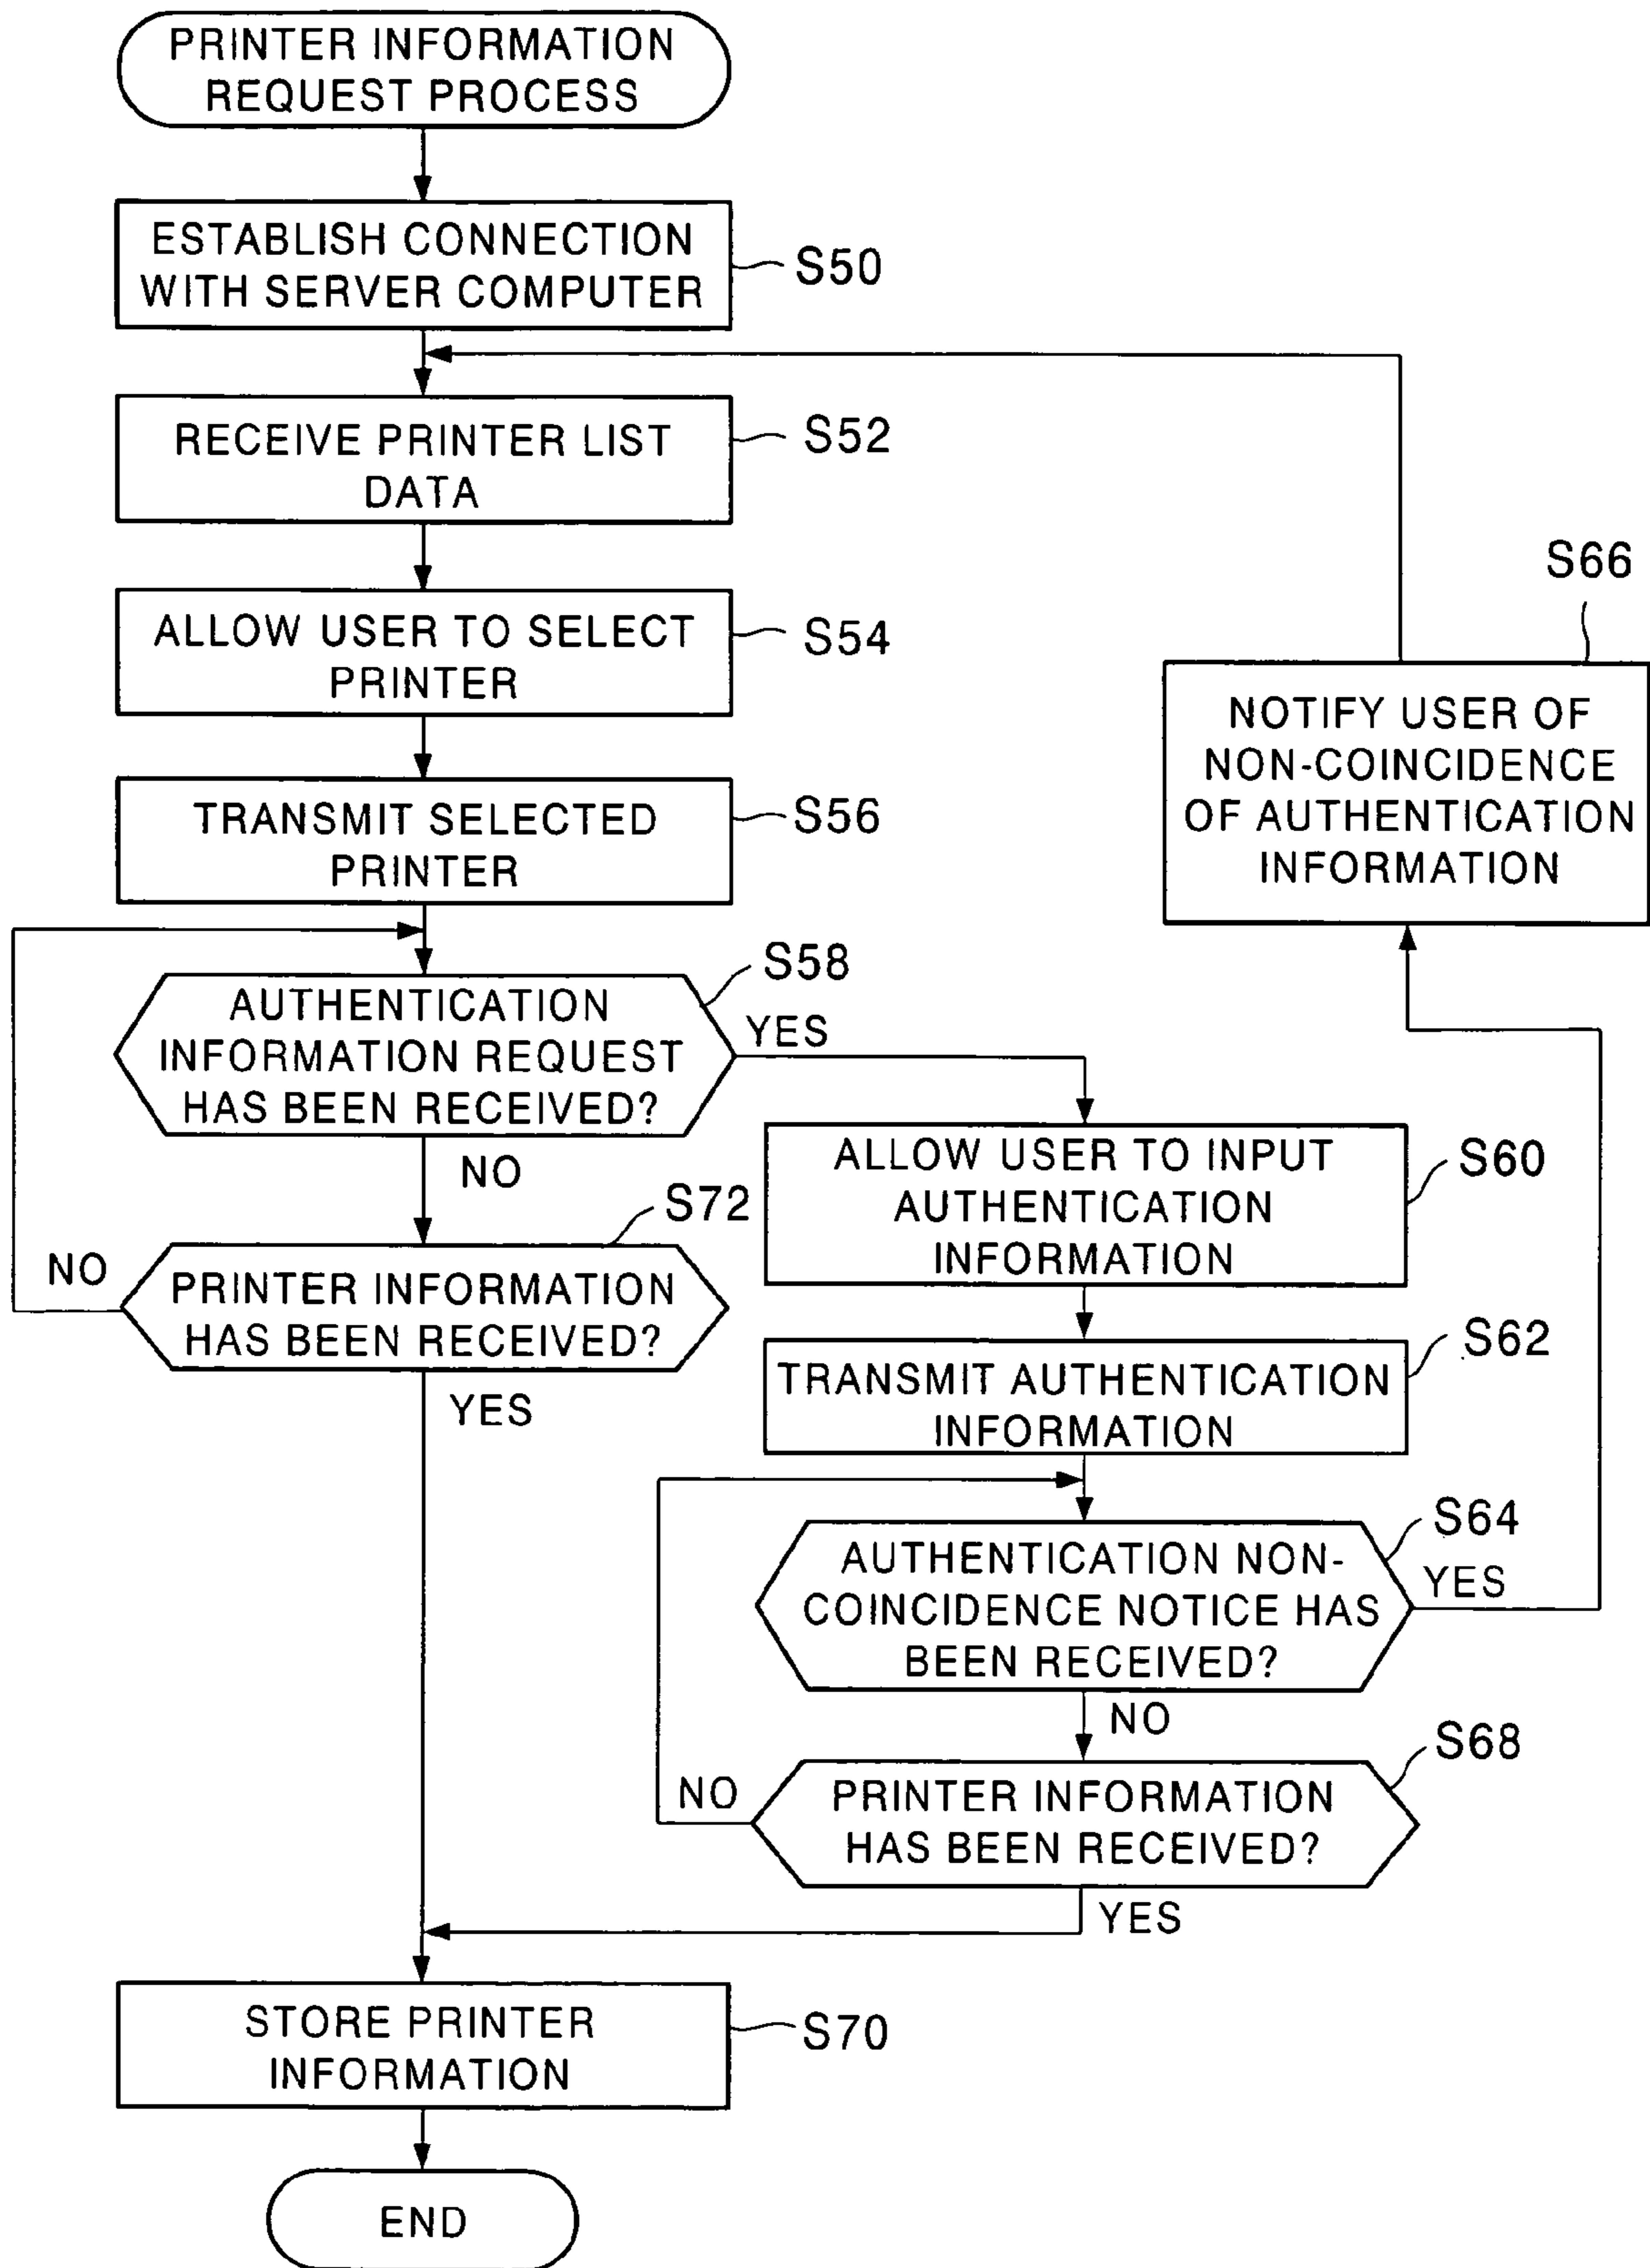 PRINTER INFORMATION
REQUEST PROCESS
ESTABLISH CONNECTION
WITH SERVER COMPUTER
S50
RECEIVE PRINTER LIST
DATA
S52
ALLOW USER TO SELECT
PRINTER
S54
TRANSMIT SELECTED
PRINTER
S56
S66
NOTIFY USER OF
NON-COINCIDENCE
OF AUTHENTICATION
INFORMATION
S58
AUTHENTICATION
INFORMATION REQUEST
HAS BEEN RECEIVED?
YES
NO
S72
PRINTER INFORMATION
HAS BEEN RECEIVED?
NO
YES
ALLOW USER TO INPUT
AUTHENTICATION
INFORMATION
S60
TRANSMIT AUTHENTICATION
INFORMATION
S62
S64
AUTHENTICATION NON-
COINCIDENCE NOTICE HAS
BEEN RECEIVED?
YES
NO
S68
PRINTER INFORMATION
HAS BEEN RECEIVED?
NO
YES
STORE PRINTER
INFORMATION
S70
END